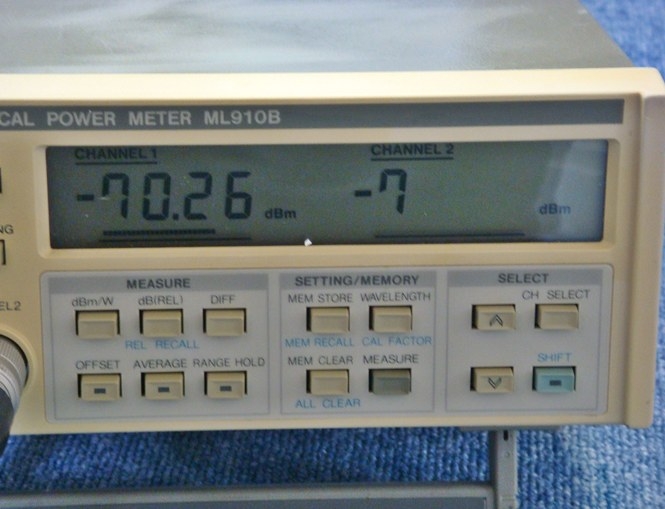 CAL POWER METER ML910B
CHANNEL 1 CHANNEL 2
-70.26 dBm -7 dBm
MEASURE SETTING/MEMORY SELECT
dBm/W dB(REL) DIFF MEM STORE WAVELENGTH CH SELECT
REL RECALL MEM RECALL CAL FACTOR
OFFSET AVERAGE RANGE HOLD MEM CLEAR MEASURE SHIFT
ALL CLEAR
NG
EL2